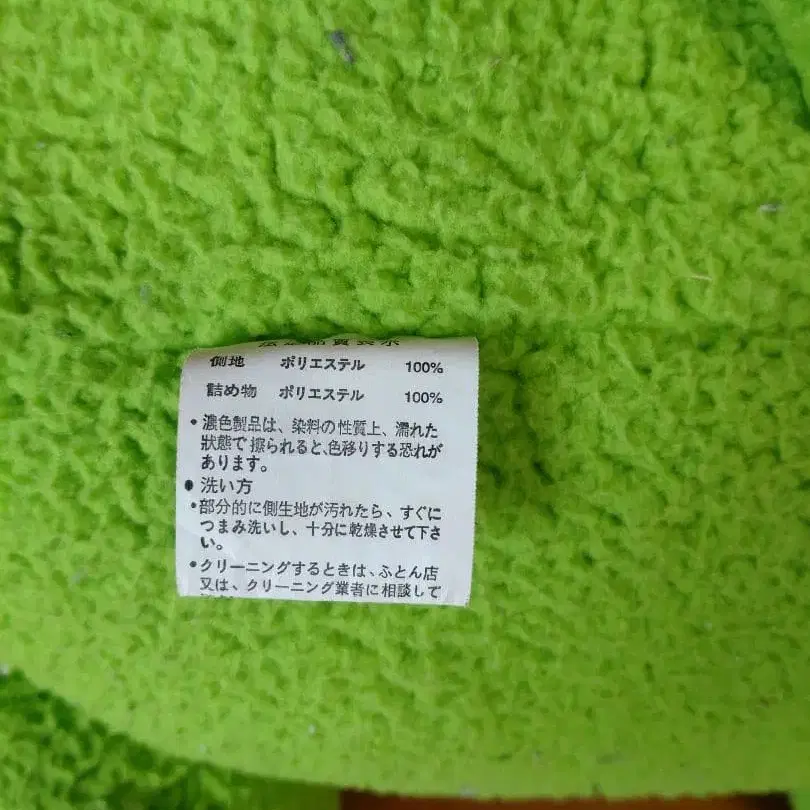 側地 ポリエステル 100%
詰め物 ポリエステル 100%
・濃色製品は、染料の性質上、濡れた
狀態で擦られると、色移りする恐れが
あります。
●洗い方
・部分的に側生地が汚れたら、すぐに
つまみ洗いし、十分に乾燥させて下さ
い。
・クリーニングするときは、ふとん店
又は、クリーニング業者に相談して